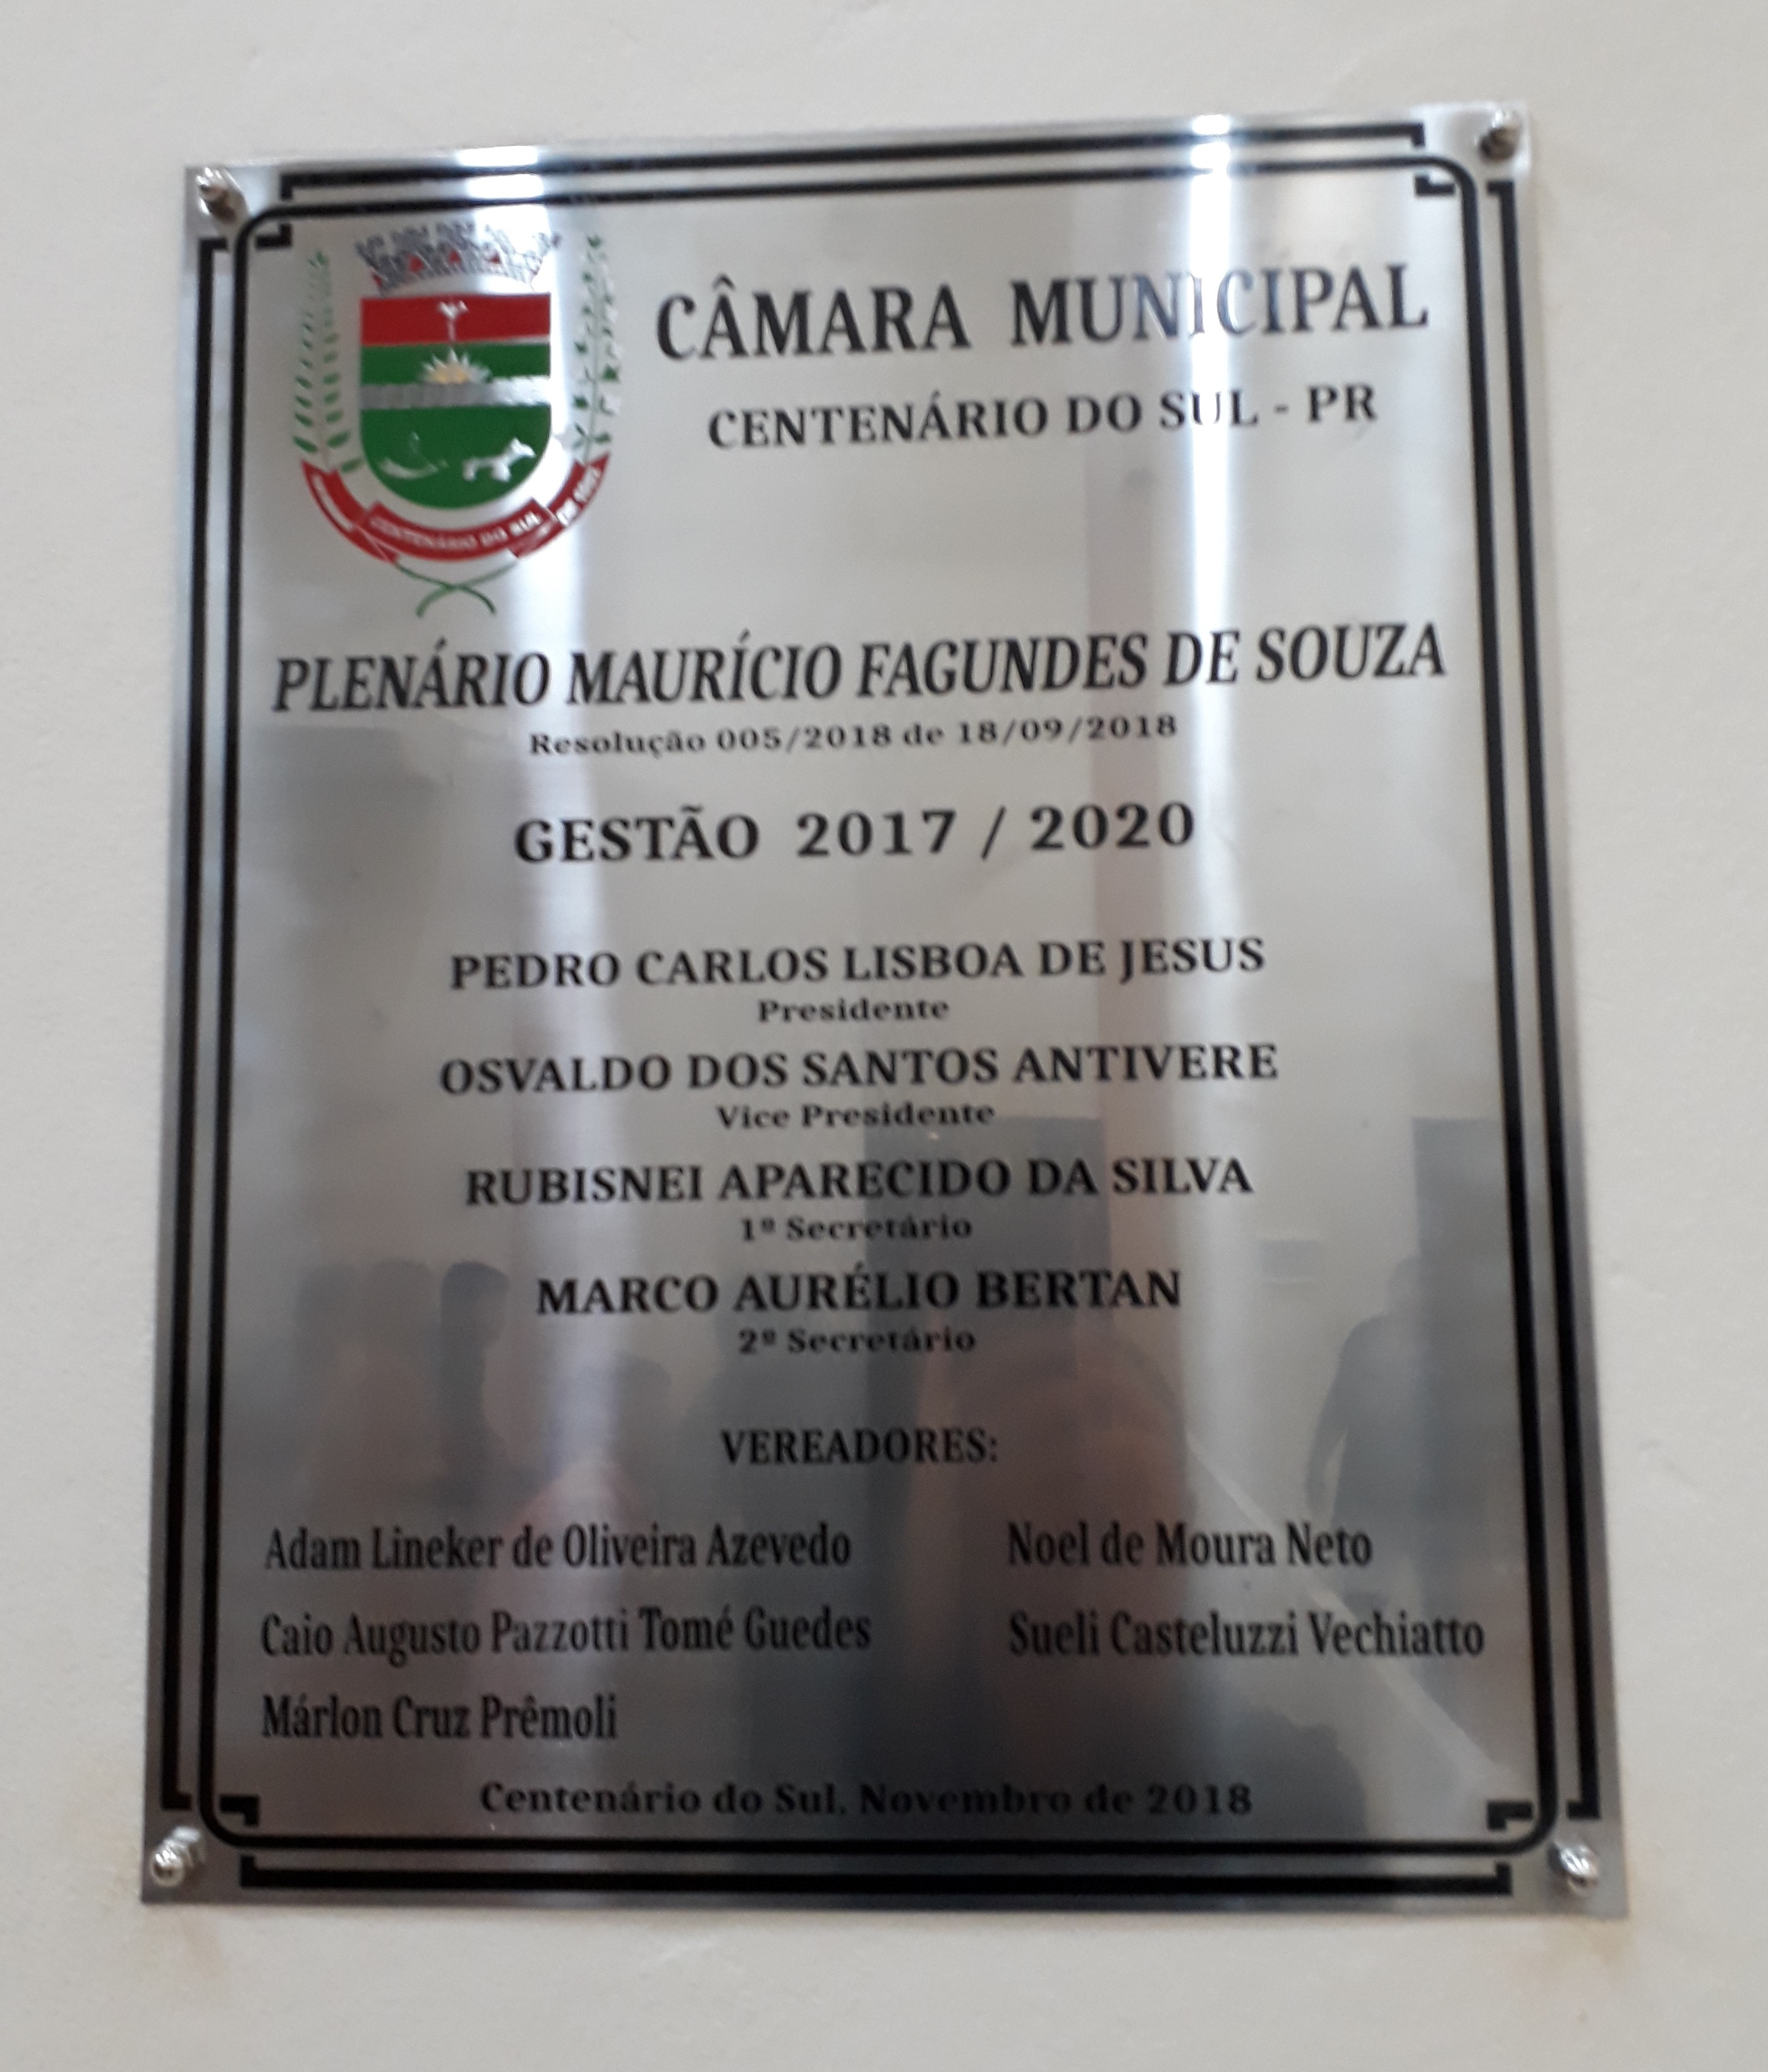 CÂMARA MUNICIPAL
CENTENÁRIO DO SUL - PR
CENTENÁRIO DO SUL
PLENÁRIO MAURÍCIO FAGUNDES DE SOUZA
Resolução 005/2018 de 18/09/2018
GESTÃO 2017 / 2020
PEDRO CARLOS LISBOA DE JESUS
Presidente
OSVALDO DOS SANTOS ANTIVERE
Vice Presidente
RUBISNEI APARECIDO DA SILVA
1º Secretário
MARCO AURÉLIO BERTAN
2º Secretário
VEREADORES:
Adam Lineker de Oliveira Azevedo
Caio Augusto Pazzotti Tomé Guedes
Márlon Cruz Prêmoli
Noel de Moura Neto
Sueli Casteluzzi Vechiatto
Centenário do Sul, Novembro de 2018